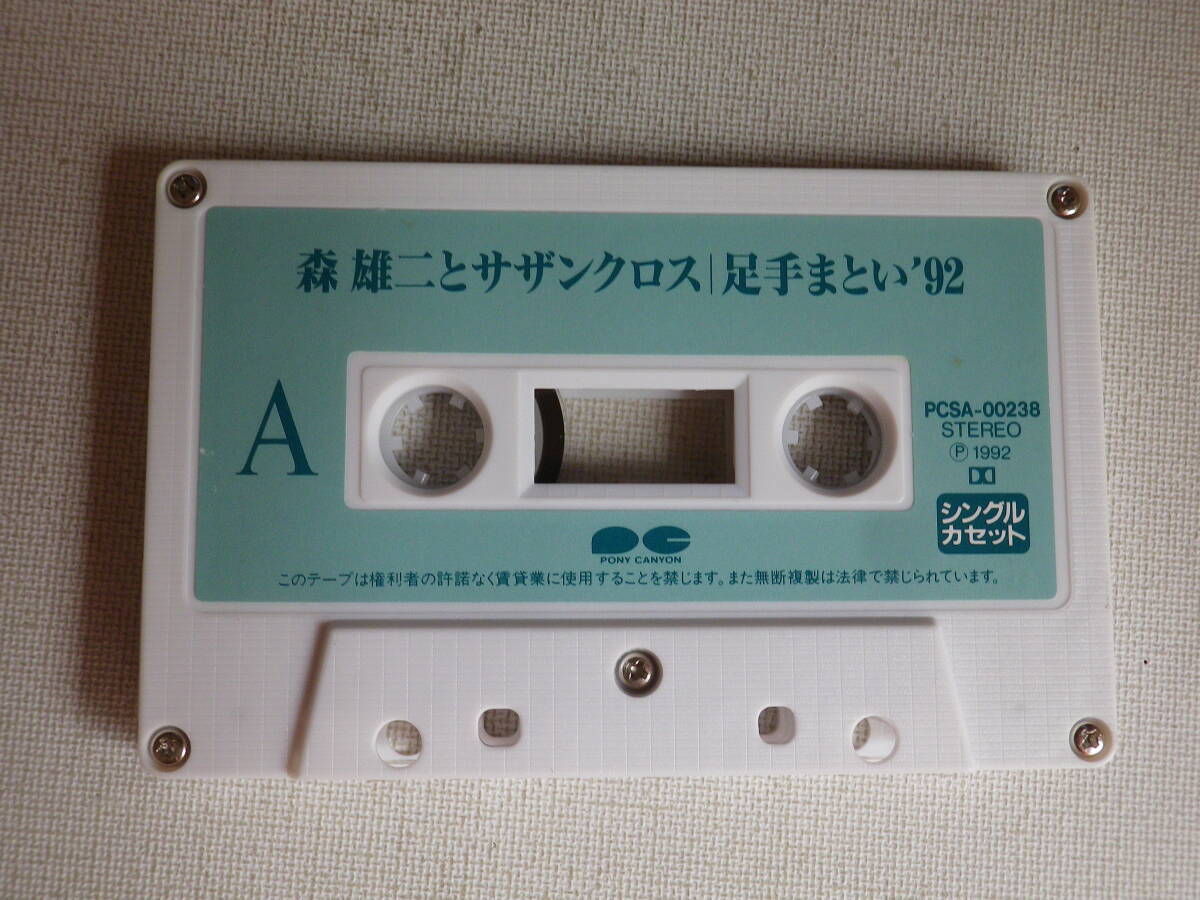 森 雄二とサザンクロス|足手まとい'92
A
PCSA-00238
STEREO
Ⓟ 1992
シングル
カセット
PONY CANYON
このテープは権利者の許諾なく賃貸業に使用することを禁じます。また無断複製は法律で禁じられています。